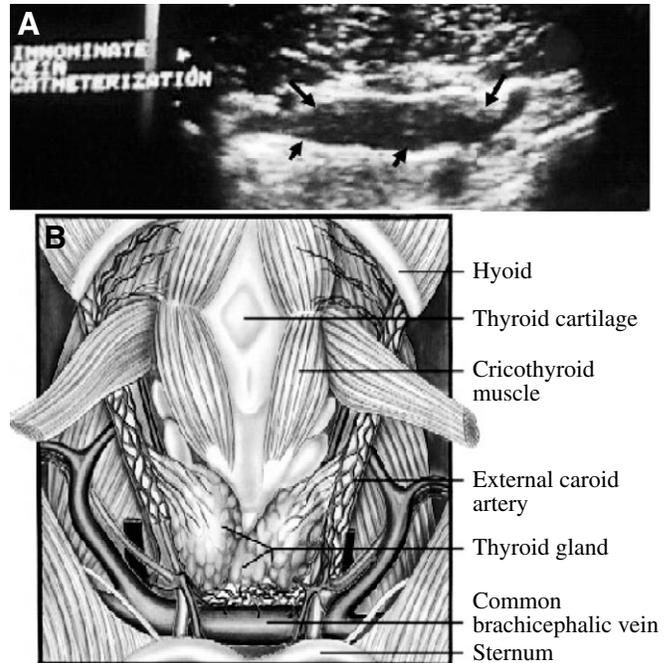 A
INNOMINATE
VEIN
CATHETERIZATION
B
Hyoid
Thyroid cartilage
Cricothyroid
muscle
External caroid
artery
Thyroid gland
Common
brachicephalic vein
Sternum